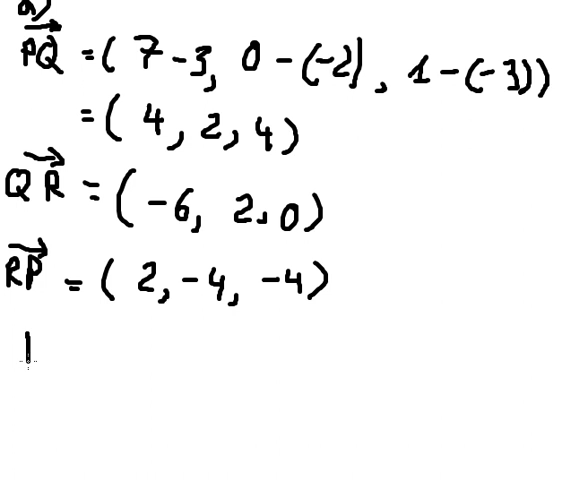 a)
PQ⃗ = ( 7 - 3, 0 - (-2), 1 - (-3))
= ( 4, 2, 4)
QR⃗ = ( -6, 2, 0)
RP⃗ = ( 2, -4, -4)
|